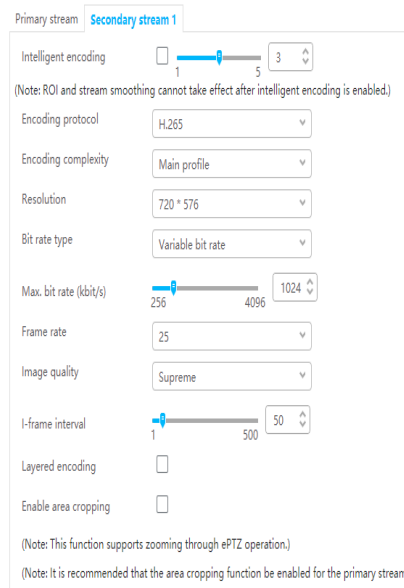 Primary stream Secondary stream 1
Intelligent encoding 3
1 5
(Note: ROI and stream smoothing cannot take effect after intelligent encoding is enabled.)
Encoding protocol H.265
Encoding complexity Main profile
Resolution 720 * 576
Bit rate type Variable bit rate
Max. bit rate (kbit/s) 1024
256 4096
Frame rate 25
Image quality Supreme
I-frame interval 50
1 500
Layered encoding
Enable area cropping
(Note: This function supports zooming through ePTZ operation.)
(Note: It is recommended that the area cropping function be enabled for the primary stream